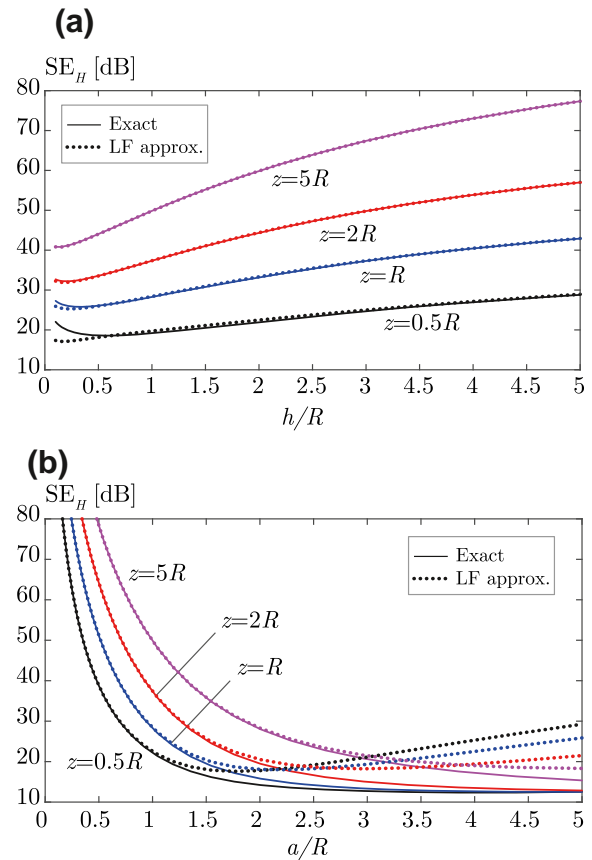 (a)
SE_H [dB]
80
70
60
50
40
30
20
10
Exact
LF approx.
z=5R
z=2R
z=R
z=0.5R
0 0.5 1 1.5 2 2.5 3 3.5 4 4.5 5
h/R
(b)
SE_H [dB]
80
70
60
50
40
30
20
10
Exact
LF approx.
z=5R
z=2R
z=R
z=0.5R
0 0.5 1 1.5 2 2.5 3 3.5 4 4.5 5
a/R